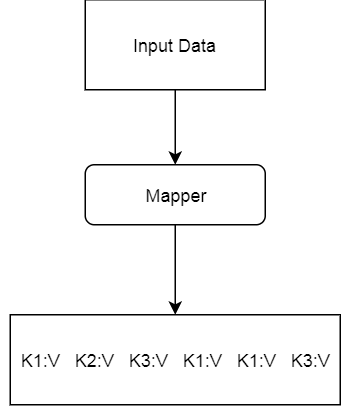 Input Data
Mapper
K1:V K2:V K3:V K1:V K1:V K3:V